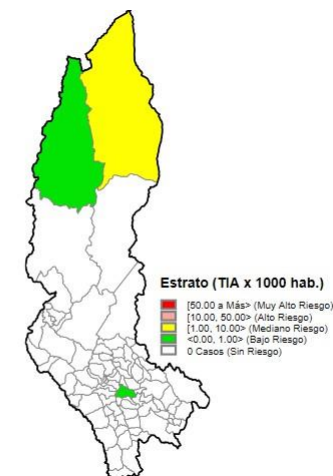 Estrato (TIA x 1000 hab.)
[50.00 a Más> (Muy Alto Riesgo)
[10.00, 50.00> (Alto Riesgo)
[1.00, 10.00> (Mediano Riesgo)
<0.00, 1.00> (Bajo Riesgo)
0 Casos (Sin Riesgo)